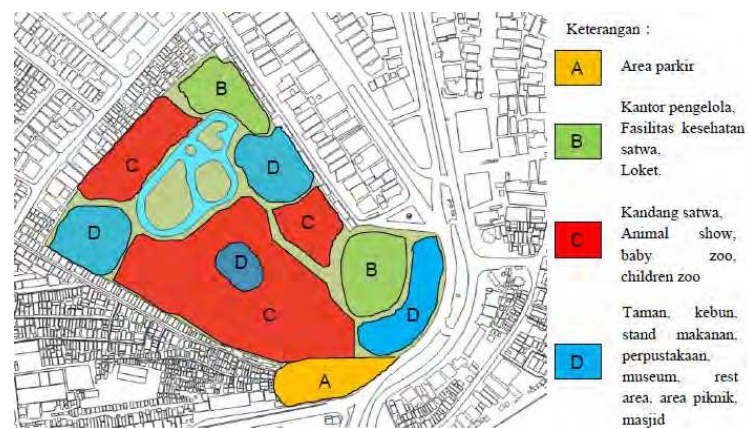 B
C
D
C
D
D
B
C
D
A
Keterangan :
A
Area parkir
B
Kantor pengelola,
Fasilitas kesehatan
satwa,
Loket.
C
Kandang satwa,
Animal show,
baby zoo,
children zoo
D
Taman, kebun,
stand makanan,
perpustakaan,
museum, rest
area, area piknik,
masjid